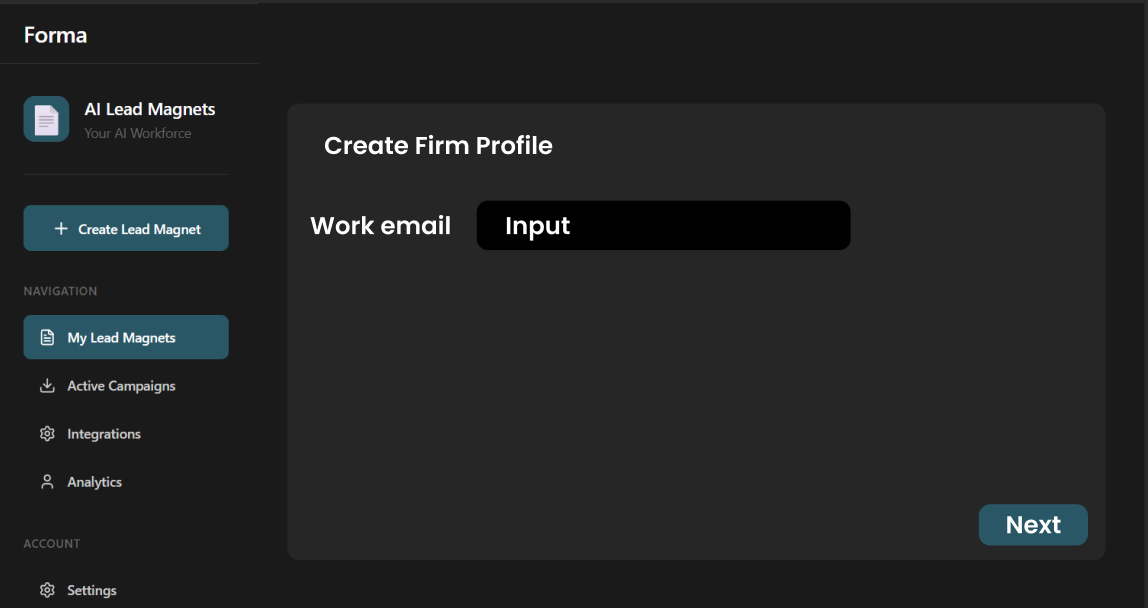 Forma
AI Lead Magnets
Your AI Workforce
Create Lead Magnet
NAVIGATION
My Lead Magnets
Active Campaigns
Integrations
Analytics
ACCOUNT
Settings
Create Firm Profile
Work email Input
Next